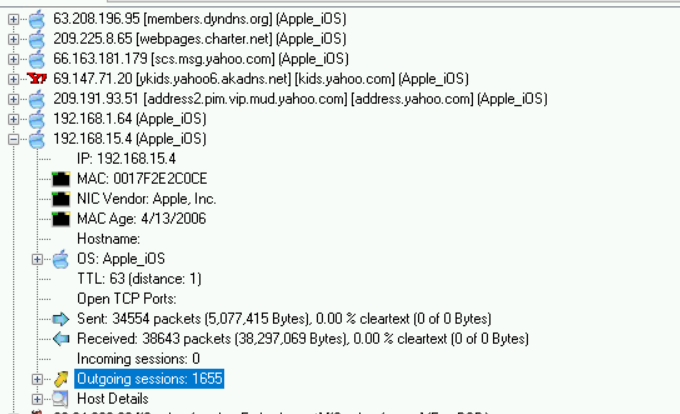 63.208.196.95 [members.dyndns.org] (Apple_iOS)
209.225.8.65 [webpages.charter.net] (Apple_iOS)
66.163.181.179 [scs.msg.yahoo.com] (Apple_iOS)
69.147.71.20 [ykids.yahoo6.akadns.net] [kids.yahoo.com] (Apple_iOS)
209.191.93.51 [address2.pim.vip.mud.yahoo.com] [address.yahoo.com] (Apple_iOS)
192.168.1.64 (Apple_iOS)
192.168.15.4 (Apple_iOS)
IP: 192.168.15.4
MAC: 0017F2E2C0CE
NIC Vendor: Apple, Inc.
MAC Age: 4/13/2006
Hostname:
OS: Apple_iOS
TTL: 63 (distance: 1)
Open TCP Ports:
Sent: 34554 packets (5,077,415 Bytes), 0.00 % cleartext (0 of 0 Bytes)
Received: 38643 packets (38,297,069 Bytes), 0.00 % cleartext (0 of 0 Bytes)
Incoming sessions: 0
Outgoing sessions: 1655
Host Details